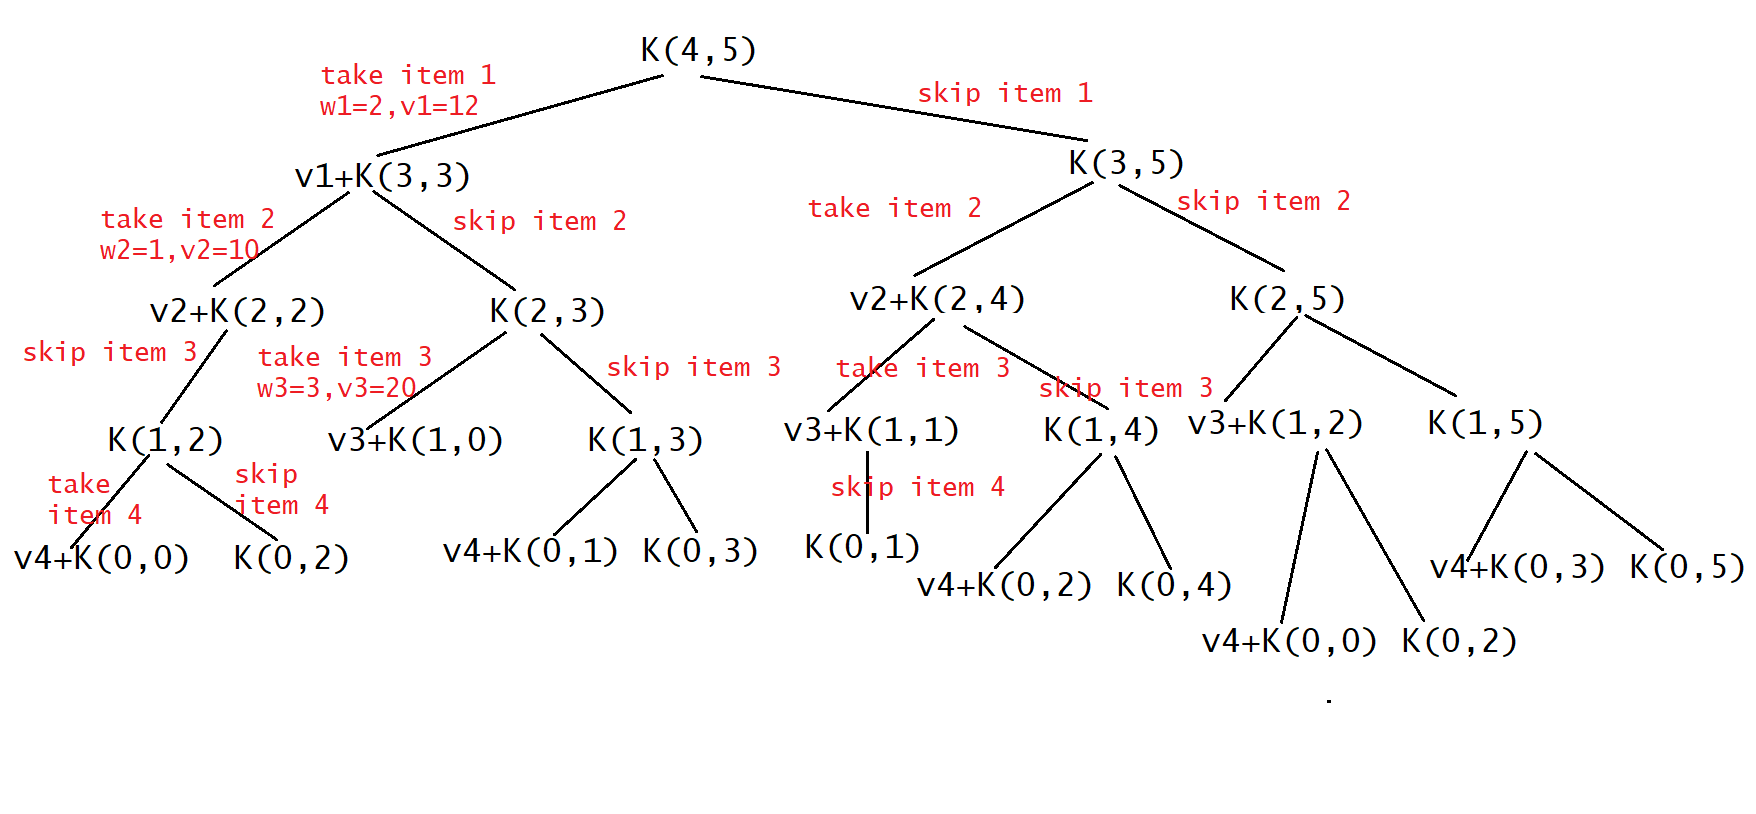 K(4,5)
take item 1
w1=2,v1=12
skip item 1
v1+K(3,3)
K(3,5)
take item 2
w2=1,v2=10
skip item 2
take item 2
skip item 2
v2+K(2,2)
K(2,3)
v2+K(2,4)
K(2,5)
skip item 3
take item 3
w3=3,v3=20
skip item 3
take item 3
skip item 3
K(1,2)
v3+K(1,0)
K(1,3)
v3+K(1,1)
K(1,4)
v3+K(1,2)
K(1,5)
take
item 4
skip
item 4
skip item 4
v4+K(0,0)
K(0,2)
v4+K(0,1)
K(0,3)
K(0,1)
v4+K(0,2)
K(0,4)
v4+K(0,0)
K(0,2)
v4+K(0,3)
K(0,5)